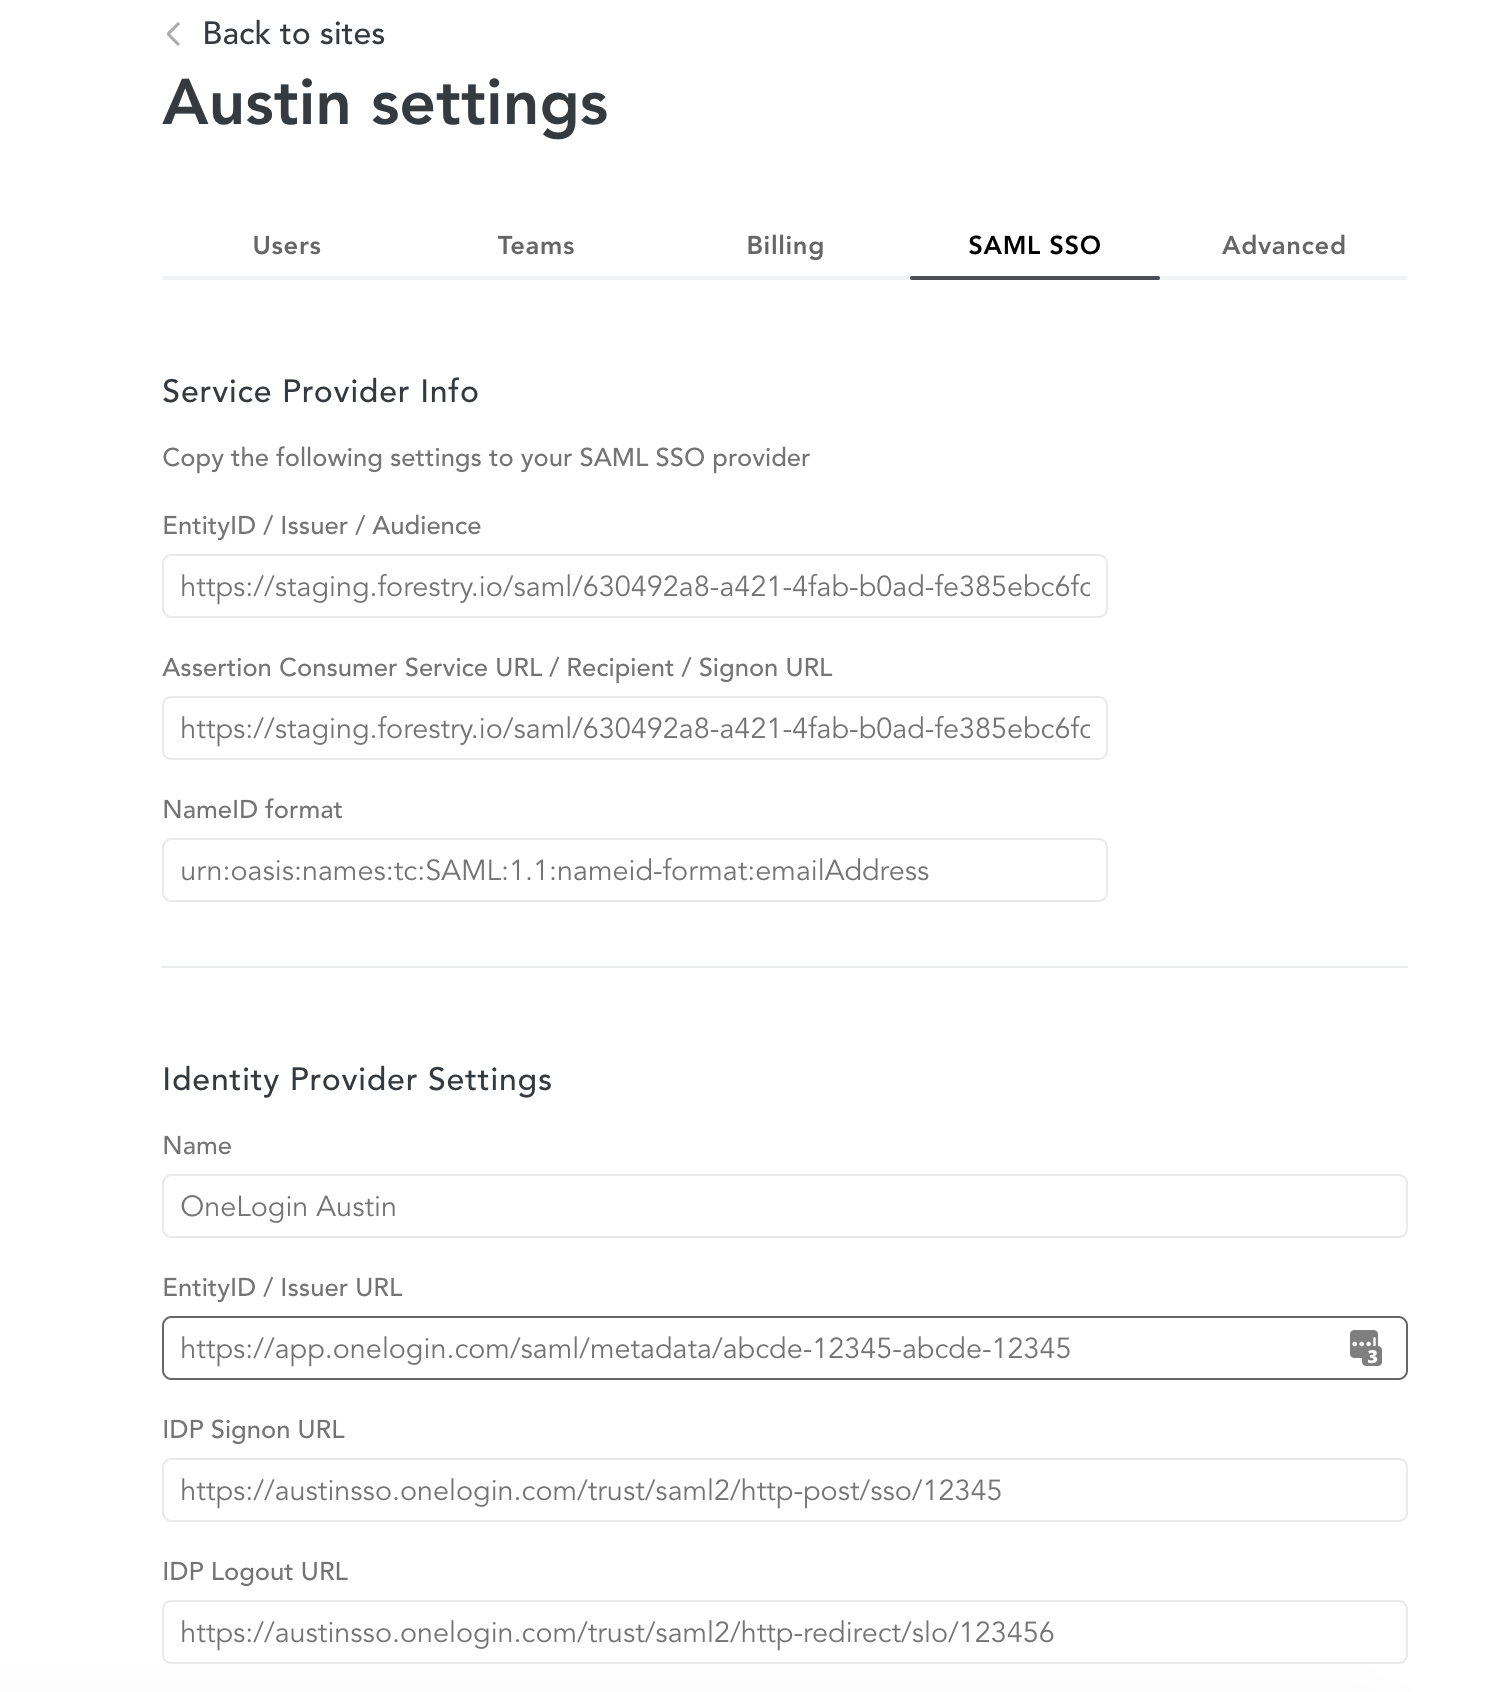 Back to sites
Austin settings
Users Teams Billing SAML SSO Advanced
Service Provider Info
Copy the following settings to your SAML SSO provider
EntityID / Issuer / Audience
https://staging.forestry.io/saml/630492a8-a421-4fab-b0ad-fe385ebc6fc
Assertion Consumer Service URL / Recipient / Signon URL
https://staging.forestry.io/saml/630492a8-a421-4fab-b0ad-fe385ebc6fc
NameID format
urn:oasis:names:tc:SAML:1.1:nameid-format:emailAddress
Identity Provider Settings
Name
OneLogin Austin
EntityID / Issuer URL
https://app.onelogin.com/saml/metadata/abcde-12345-abcde-12345
3
IDP Signon URL
https://austinsso.onelogin.com/trust/saml2/http-post/sso/12345
IDP Logout URL
https://austinsso.onelogin.com/trust/saml2/http-redirect/slo/123456